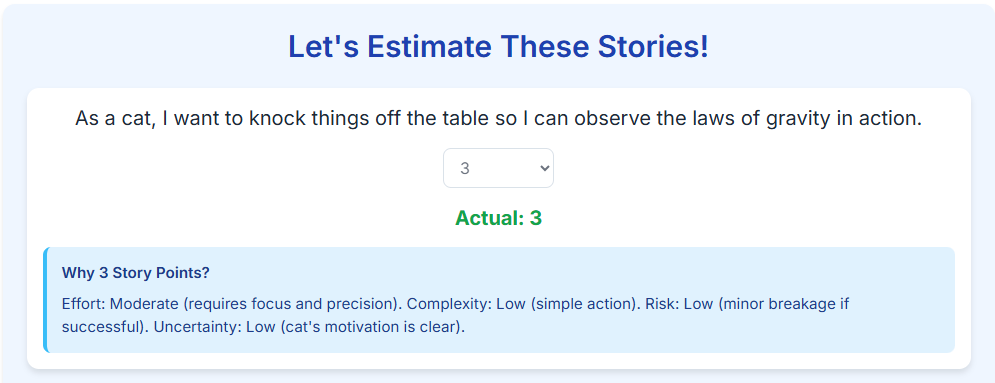 Let's Estimate These Stories!
As a cat, I want to knock things off the table so I can observe the laws of gravity in action.
3
Actual: 3
Why 3 Story Points?
Effort: Moderate (requires focus and precision). Complexity: Low (simple action). Risk: Low (minor breakage if
successful). Uncertainty: Low (cat's motivation is clear).